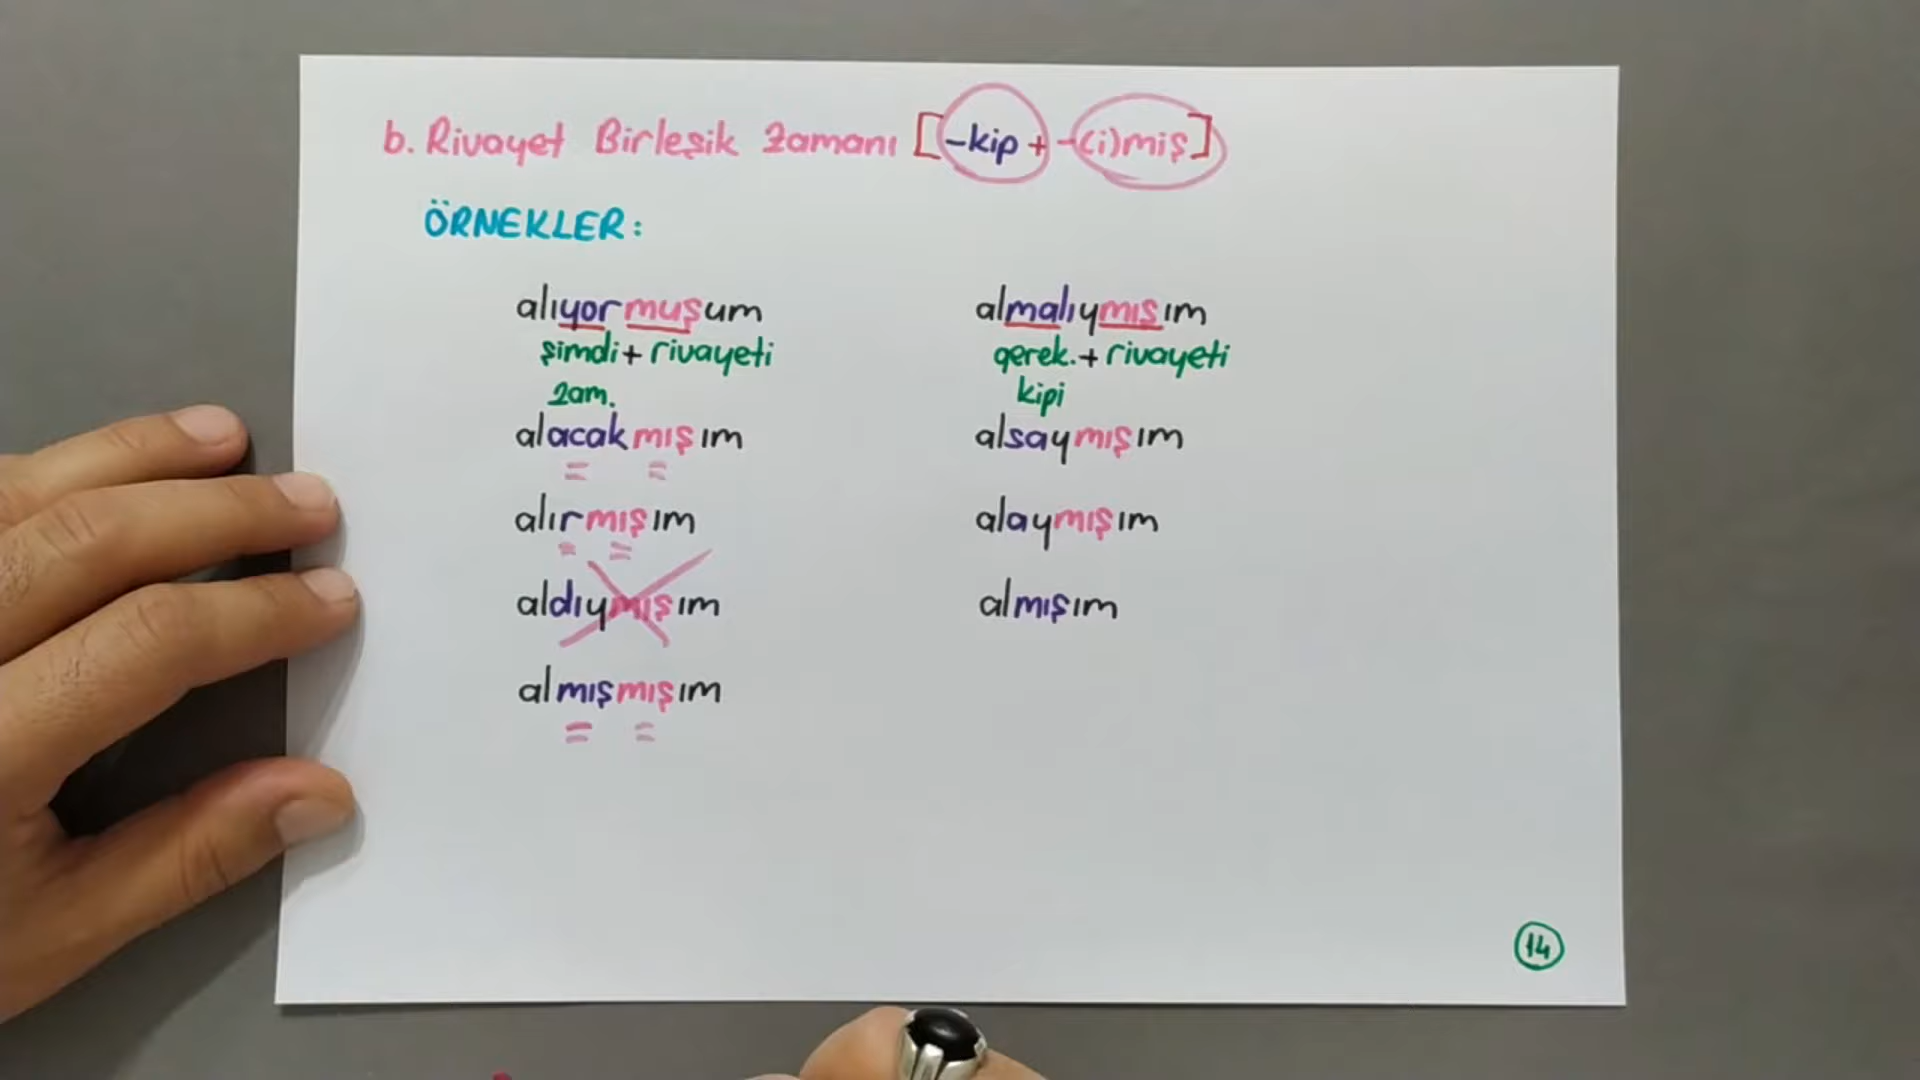 b. Rivayet Birleşik Zamanı [-kip + -(i)miş]
ÖRNEKLER:
alıyormuşum
şimdi + rivayeti
zam.
alacakmışım
alırmışım
aldıymışım
almışmışım
almalıymışım
gerek. + rivayeti
kipi
alsaymışım
alaymışım
almışım
14